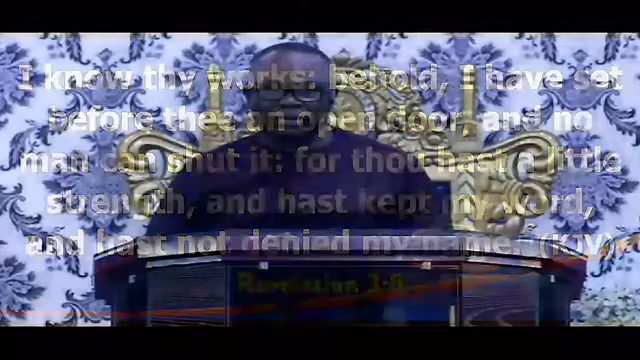 I know thy works: behold, I have set
before thee an open door, and no
man can shut it: for thou hast a little
strength, and hast kept my word,
and hast not denied my name. (KJV)
Revelation 3:8